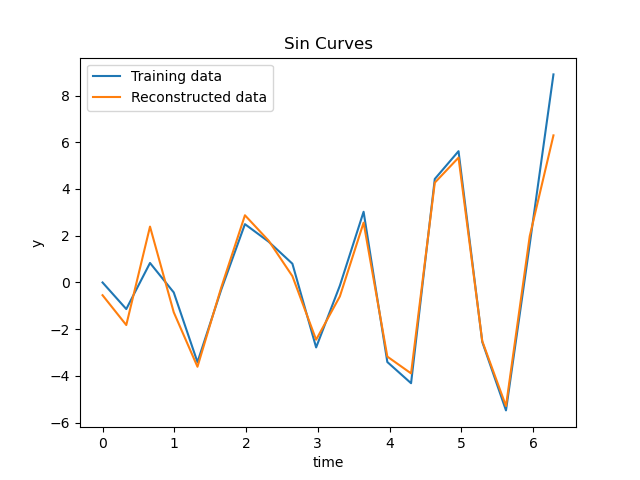 Sin Curves
Training data
Reconstructed data
y
8
6
4
2
0
−2
−4
−6
0 1 2 3 4 5 6
time